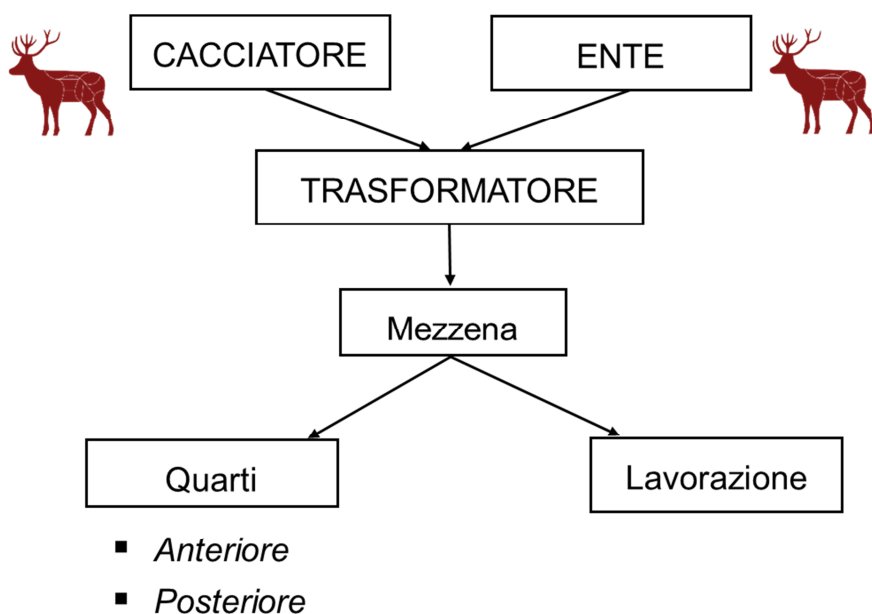 CACCIATORE
ENTE
TRASFORMATORE
Mezzena
Quarti
Lavorazione
▪ Anteriore
▪ Posteriore